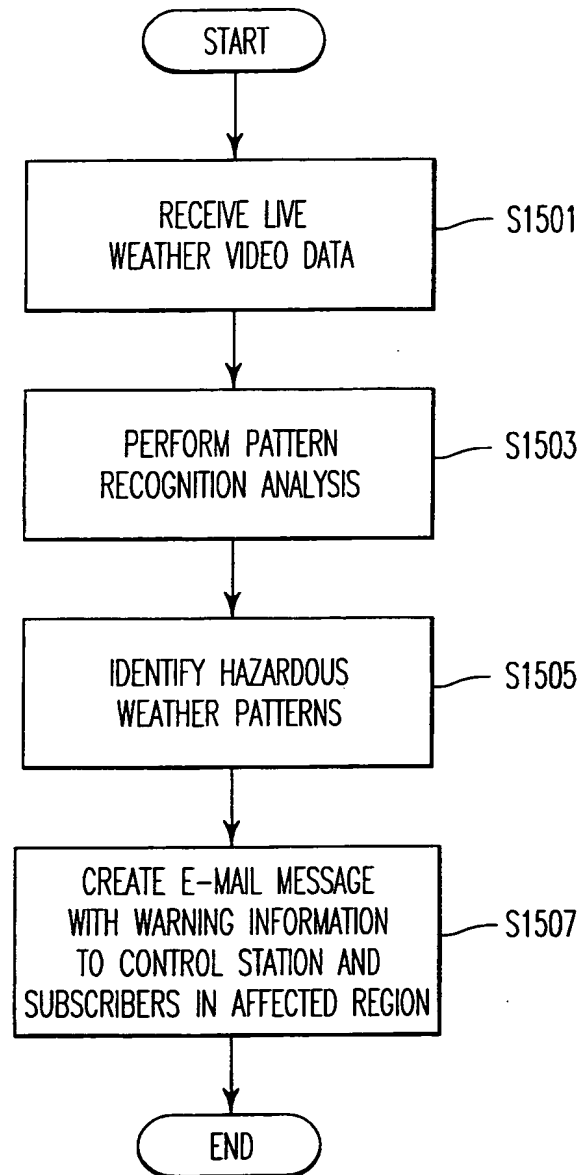 START
RECEIVE LIVE
WEATHER VIDEO DATA
S1501
PERFORM PATTERN
RECOGNITION ANALYSIS
S1503
IDENTIFY HAZARDOUS
WEATHER PATTERNS
S1505
CREATE E-MAIL MESSAGE
WITH WARNING INFORMATION
TO CONTROL STATION AND
SUBSCRIBERS IN AFFECTED REGION
S1507
END